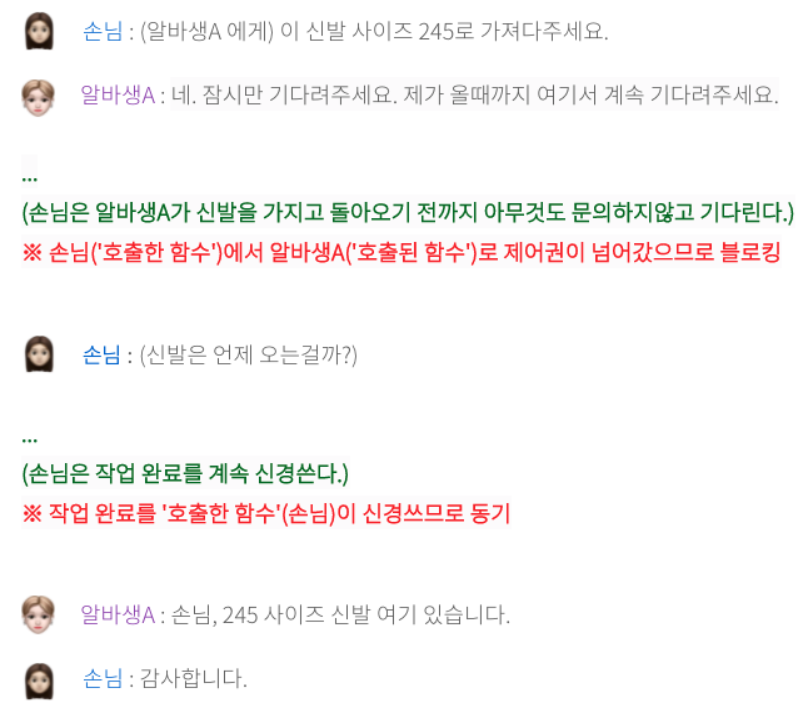 손님 : (알바생A 에게) 이 신발 사이즈 245로 가져다주세요.
알바생A : 네. 잠시만 기다려주세요. 제가 올때까지 여기서 계속 기다려주세요.
...
(손님은 알바생A가 신발을 가지고 돌아오기 전까지 아무것도 문의하지않고 기다린다.)
※ 손님('호출한 함수')에서 알바생A('호출된 함수')로 제어권이 넘어갔으므로 블로킹
손님 : (신발은 언제 오는걸까?)
...
(손님은 작업 완료를 계속 신경쓴다.)
※ 작업 완료를 '호출한 함수'(손님)이 신경쓰므로 동기
알바생A : 손님, 245 사이즈 신발 여기 있습니다.
손님 : 감사합니다.